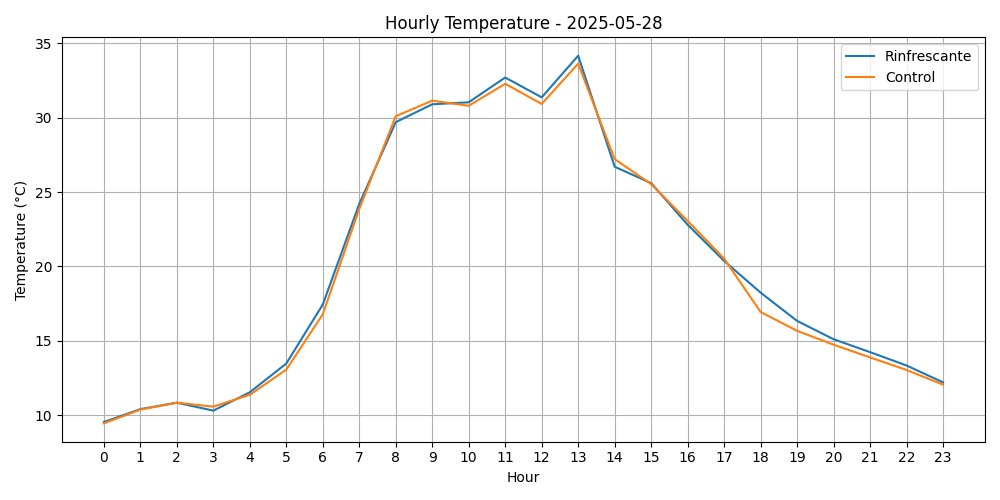 Hourly Temperature - 2025-05-28
Rinfrescante
Control
Temperature (°C)
35
30
25
20
15
10
0 1 2 3 4 5 6 7 8 9 10 11 12 13 14 15 16 17 18 19 20 21 22 23
Hour